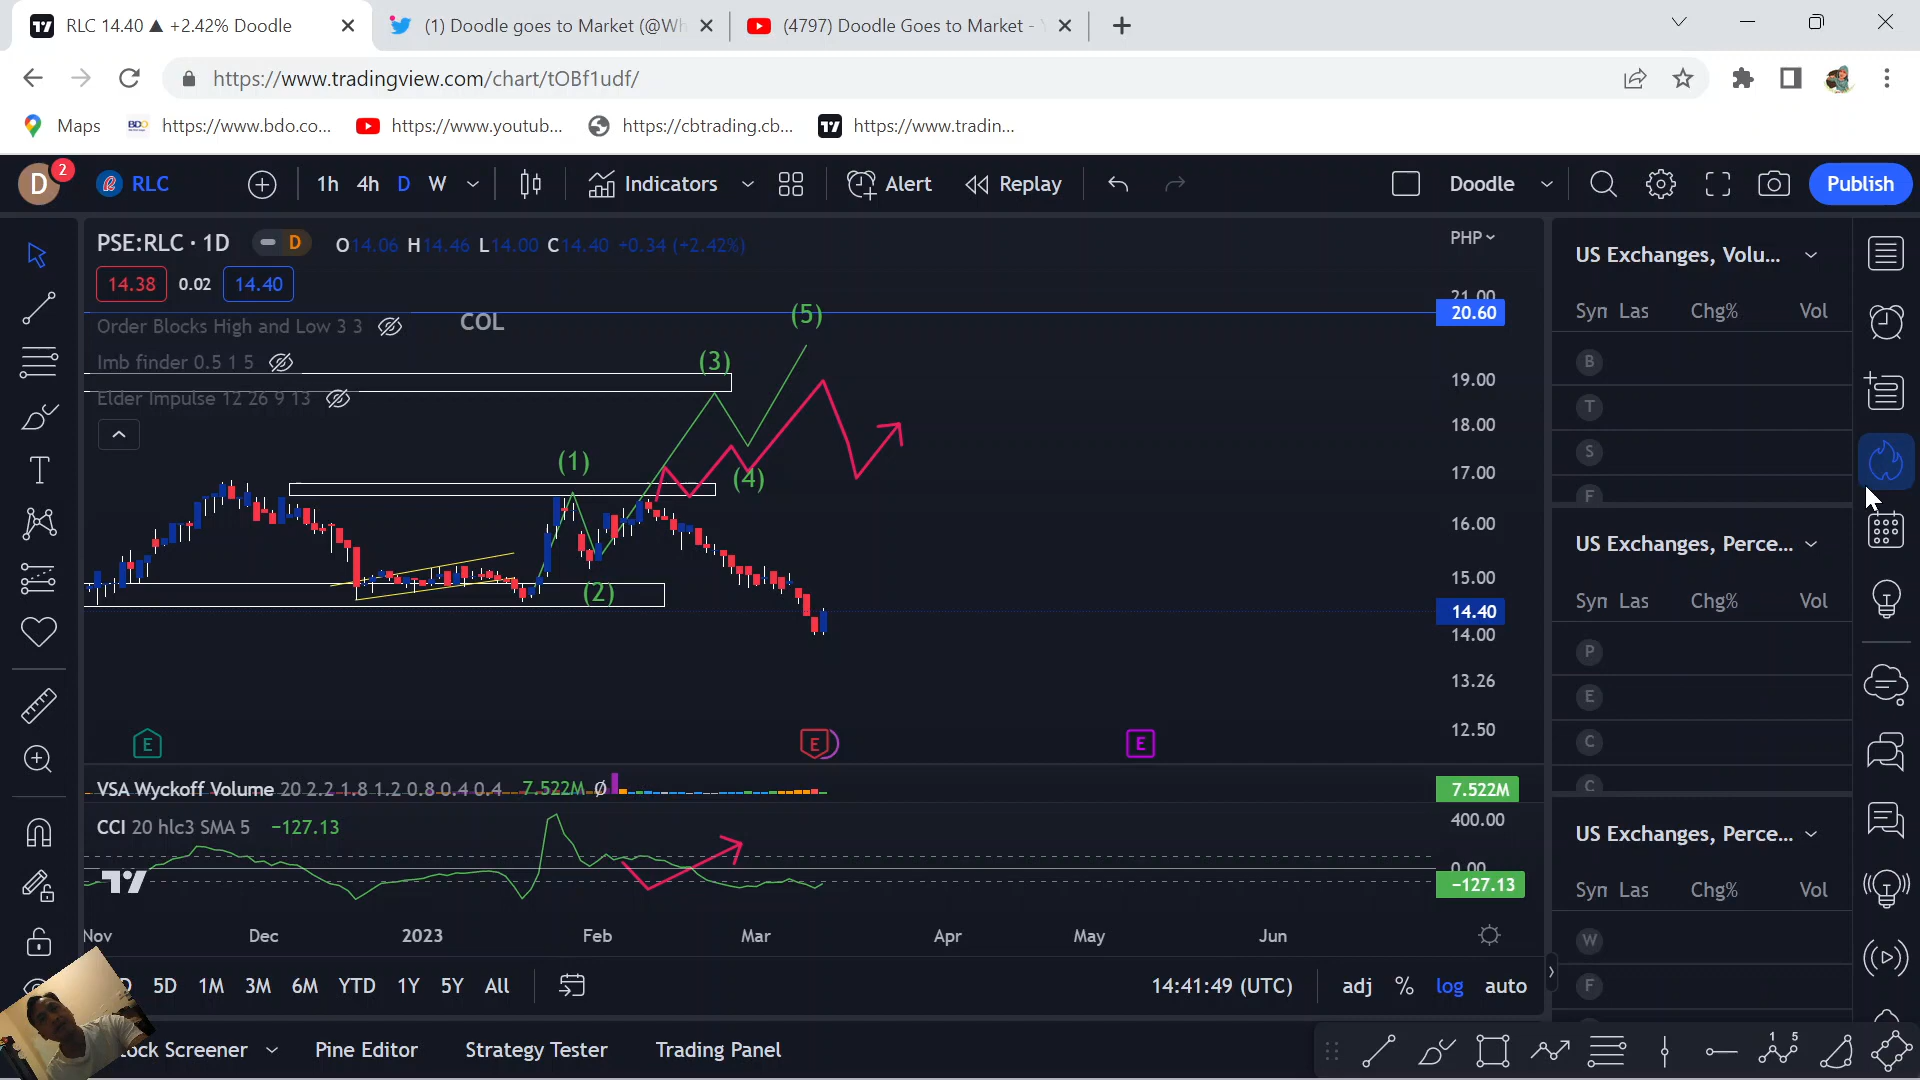 RLC 14.40 ▲ +2.42% Doodle
(1) Doodle goes to Market (@Wh
(4797) Doodle Goes to Market -
https://www.tradingview.com/chart/tOBf1udf/
Maps
BDO
https://www.bdo.co...
https://www.youtub...
https://cbtrading.cb...
https://www.tradin...
D
2
RLC
1h
4h
D
W
Indicators
Alert
Replay
Doodle
Publish
PSE:RLC · 1D
D
O14.06 H14.46 L14.00 C14.40 +0.34 (+2.42%)
PHP
14.38
0.02
14.40
Order Blocks High and Low 3 3
Imb finder 0.5 1 5
Elder Impulse 12 26 9 13
COL
(1)
(2)
(3)
(4)
(5)
21.00
20.60
19.00
18.00
17.00
16.00
15.00
14.40
14.00
13.26
12.50
E
E
E
VSA Wyckoff Volume 20 2.2 1.8 1.2 0.8 0.4 0.4 7.522M Ø
7.522M
CCI 20 hlc3 SMA 5 −127.13
400.00
0.00
−127.13
Nov
Dec
2023
Feb
Mar
Apr
May
Jun
5D
1M
3M
6M
YTD
1Y
5Y
All
14:41:49 (UTC)
adj
%
log
auto
Screener
Pine Editor
Strategy Tester
Trading Panel
US Exchanges, Volu...
Syn Las Chg% Vol
B
T
S
F
US Exchanges, Perce...
Syn Las Chg% Vol
P
E
C
C
US Exchanges, Perce...
Syn Las Chg% Vol
W
F
1 5